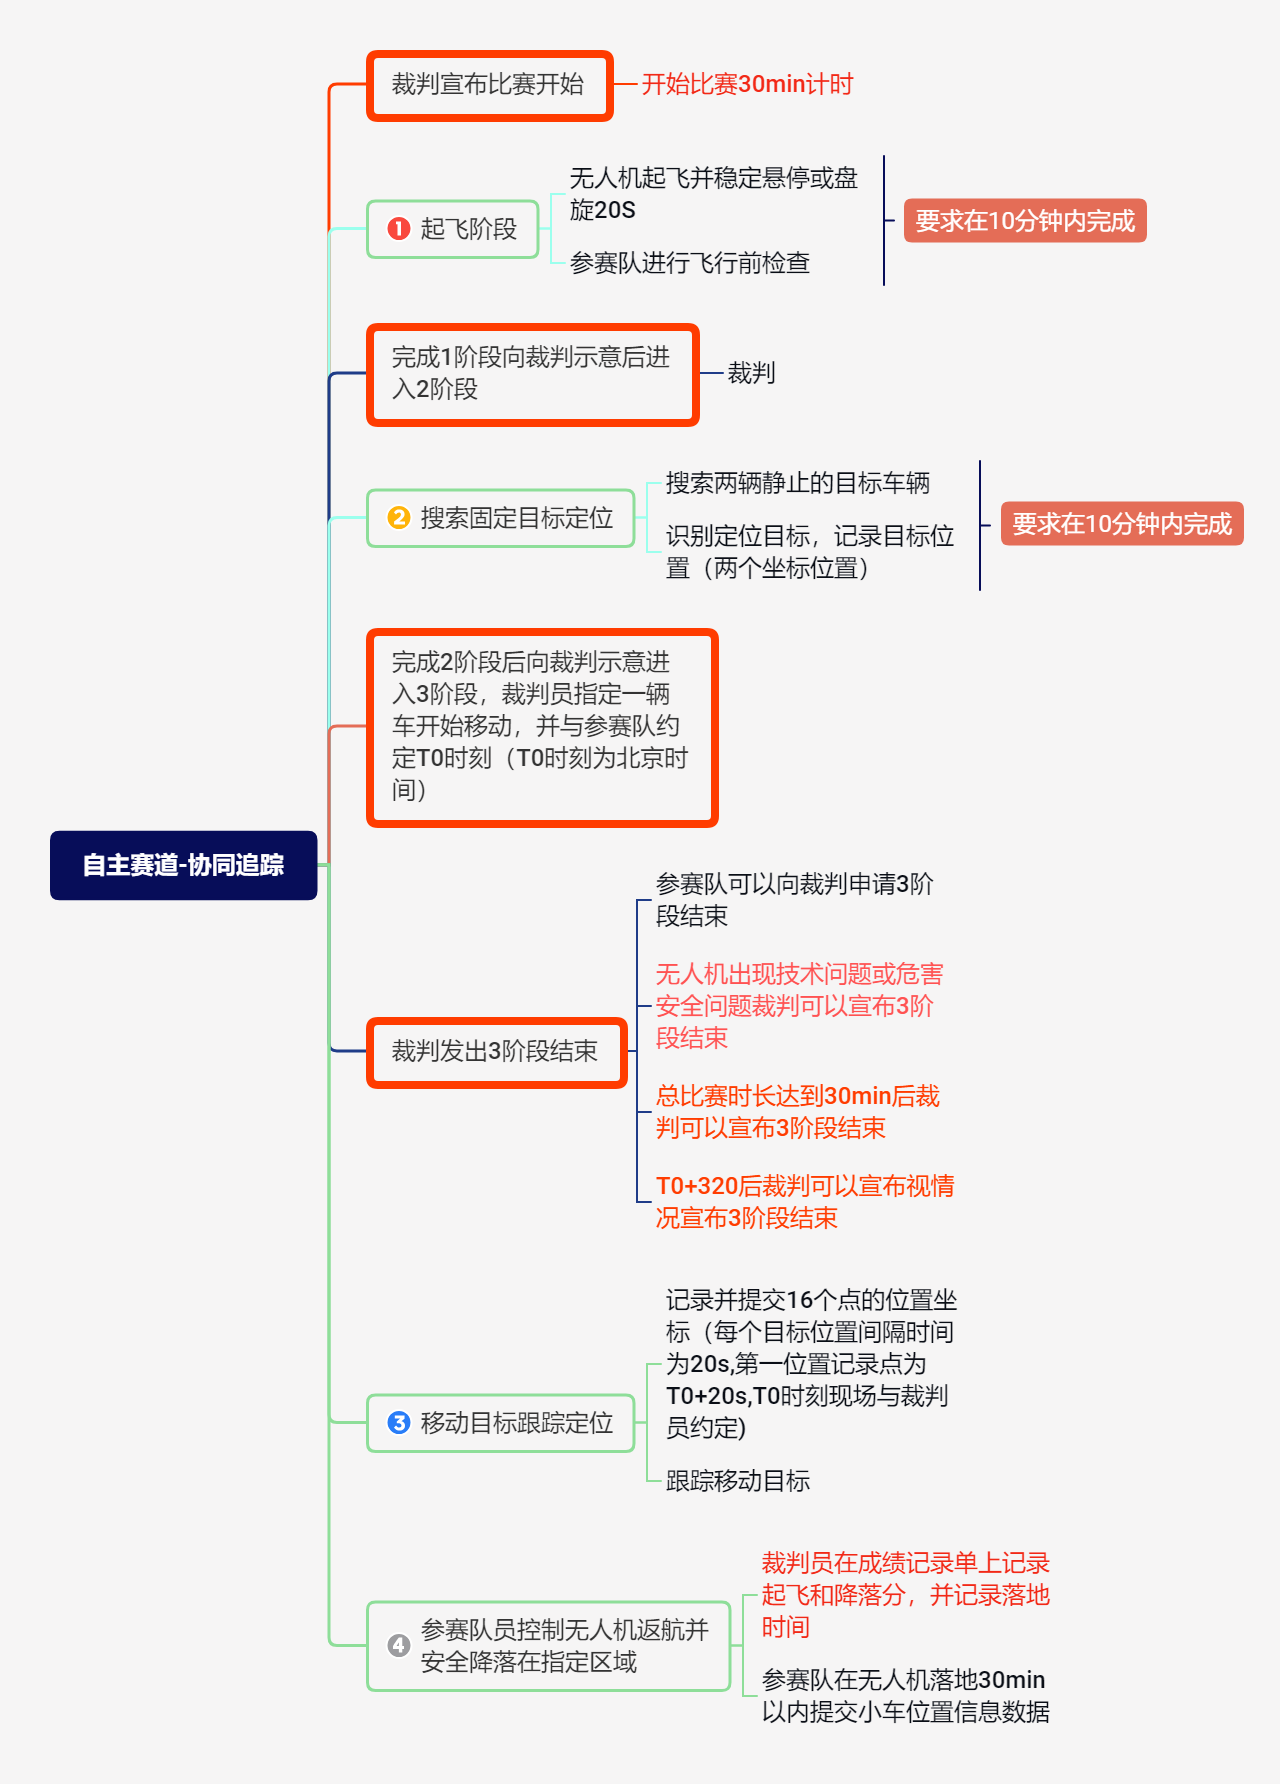 裁判宣布比赛开始
开始比赛30min计时
1 起飞阶段
无人机起飞并稳定悬停或盘
旋20S
参赛队进行飞行前检查
要求在10分钟内完成
完成1阶段向裁判示意后进
入2阶段
裁判
2 搜索固定目标定位
搜索两辆静止的目标车辆
识别定位目标，记录目标位
置（两个坐标位置）
要求在10分钟内完成
完成2阶段后向裁判示意进
入3阶段，裁判员指定一辆
车开始移动，并与参赛队约
定T0时刻（T0时刻为北京时
间）
自主赛道-协同追踪
裁判发出3阶段结束
参赛队可以向裁判申请3阶
段结束
无人机出现技术问题或危害
安全问题裁判可以宣布3阶
段结束
总比赛时长达到30min后裁
判可以宣布3阶段结束
T0+320后裁判可以宣布视情
况宣布3阶段结束
3 移动目标跟踪定位
记录并提交16个点的位置坐
标（每个目标位置间隔时间
为20s,第一位置记录点为
T0+20s,T0时刻现场与裁判
员约定)
跟踪移动目标
4 参赛队员控制无人机返航并
安全降落在指定区域
裁判员在成绩记录单上记录
起飞和降落分，并记录落地
时间
参赛队在无人机落地30min
以内提交小车位置信息数据